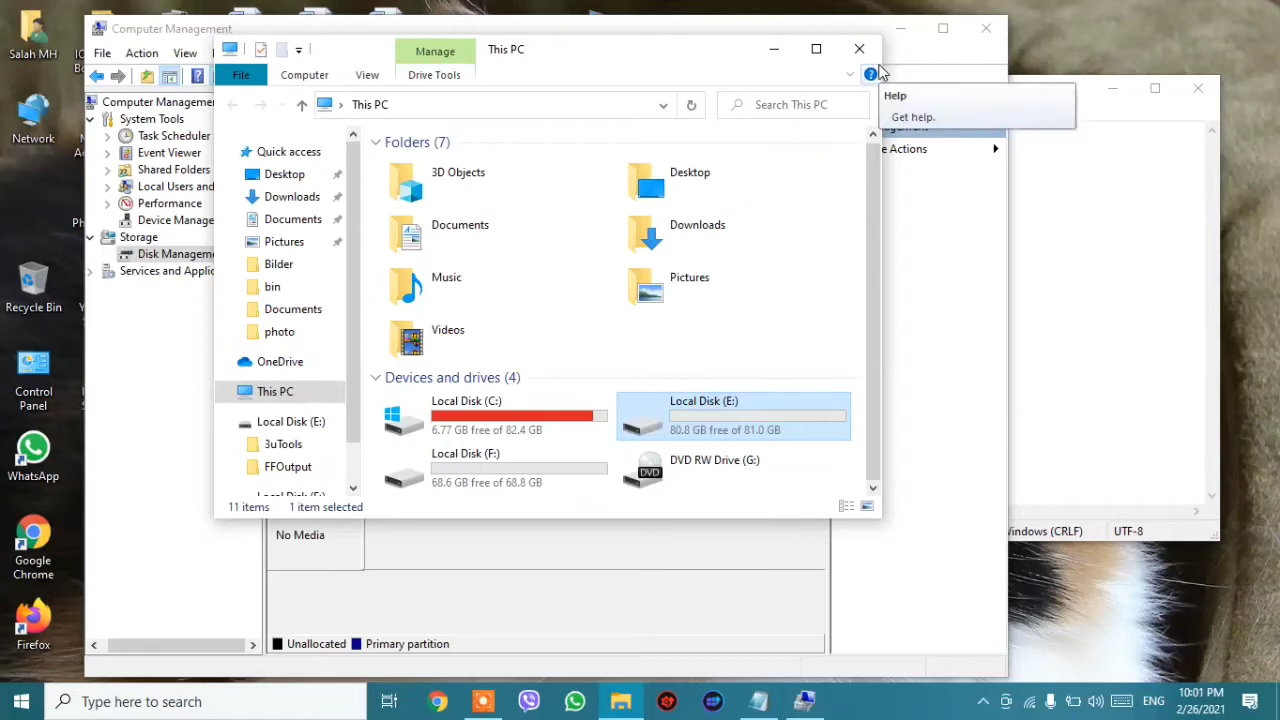 Salah MH
Network
Recycle Bin
Control
Panel
WhatsApp
Google
Chrome
Firefox
Computer Management
File Action View
Computer Manageme
System Tools
Task Scheduler
Event Viewer
Shared Folders
Local Users and
Performance
Device Manage
Storage
Disk Manageme
Services and Applic
No Media
Unallocated Primary partition
Manage
This PC
File Computer View Drive Tools
This PC
Search This PC
Help
Get help.
e Actions
Quick access
Desktop
Downloads
Documents
Pictures
Bilder
bin
Documents
photo
OneDrive
This PC
Local Disk (E:)
3uTools
FFOutput
Folders (7)
3D Objects
Desktop
Documents
Downloads
Music
Pictures
Videos
Devices and drives (4)
Local Disk (C:)
6.77 GB free of 82.4 GB
Local Disk (E:)
80.8 GB free of 81.0 GB
Local Disk (F:)
68.6 GB free of 68.8 GB
DVD RW Drive (G:)
DVD
11 items 1 item selected
Windows (CRLF) UTF-8
Type here to search
ENG
10:01 PM
2/26/2021